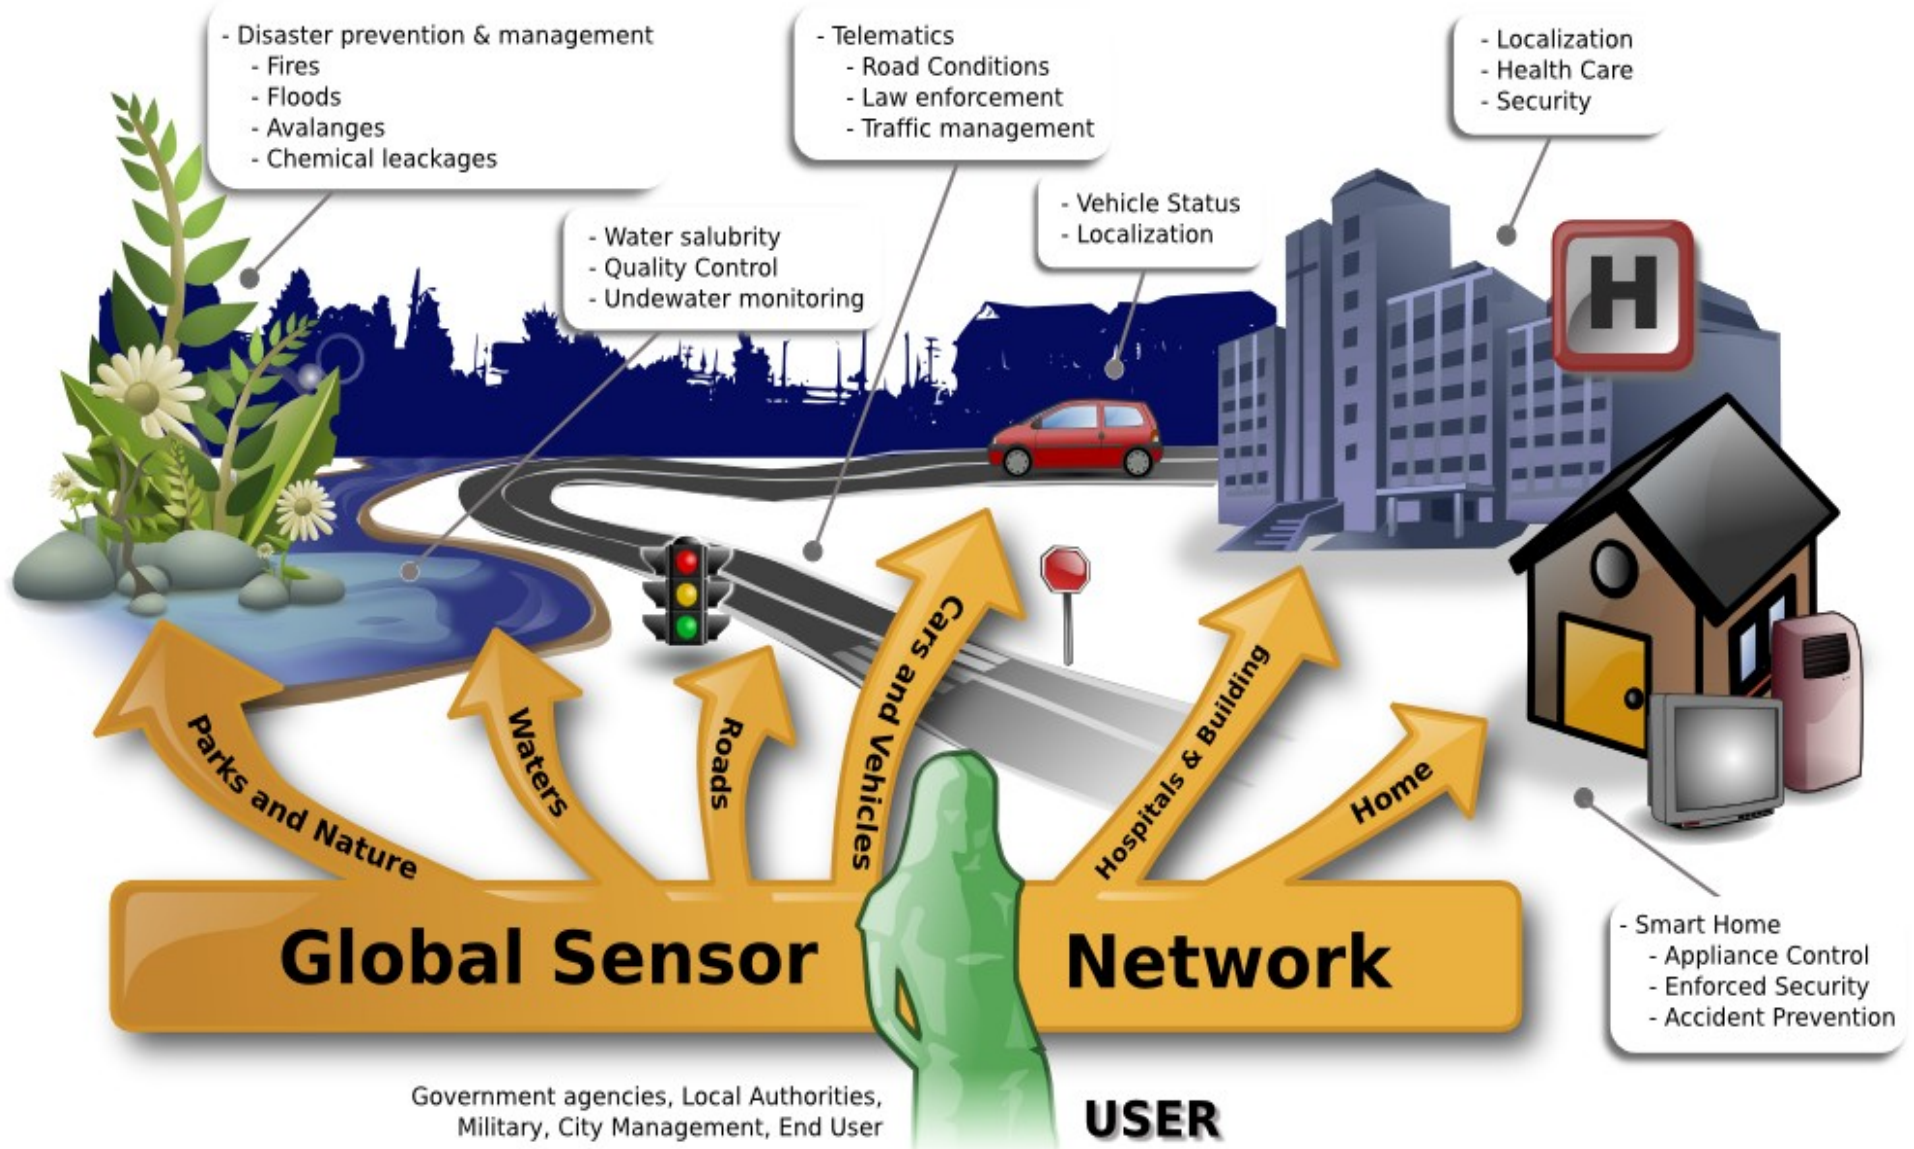 - Disaster prevention & management
- Fires
- Floods
- Avalanges
- Chemical leackages
- Telematics
- Road Conditions
- Law enforcement
- Traffic management
- Localization
- Health Care
- Security
- Water salubrity
- Quality Control
- Undewater monitoring
- Vehicle Status
- Localization
H
Parks and Nature
Waters
Roads
Cars and Vehicles
Hospitals & Building
Home
Global Sensor Network
- Smart Home
- Appliance Control
- Enforced Security
- Accident Prevention
Government agencies, Local Authorities,
Military, City Management, End User
USER